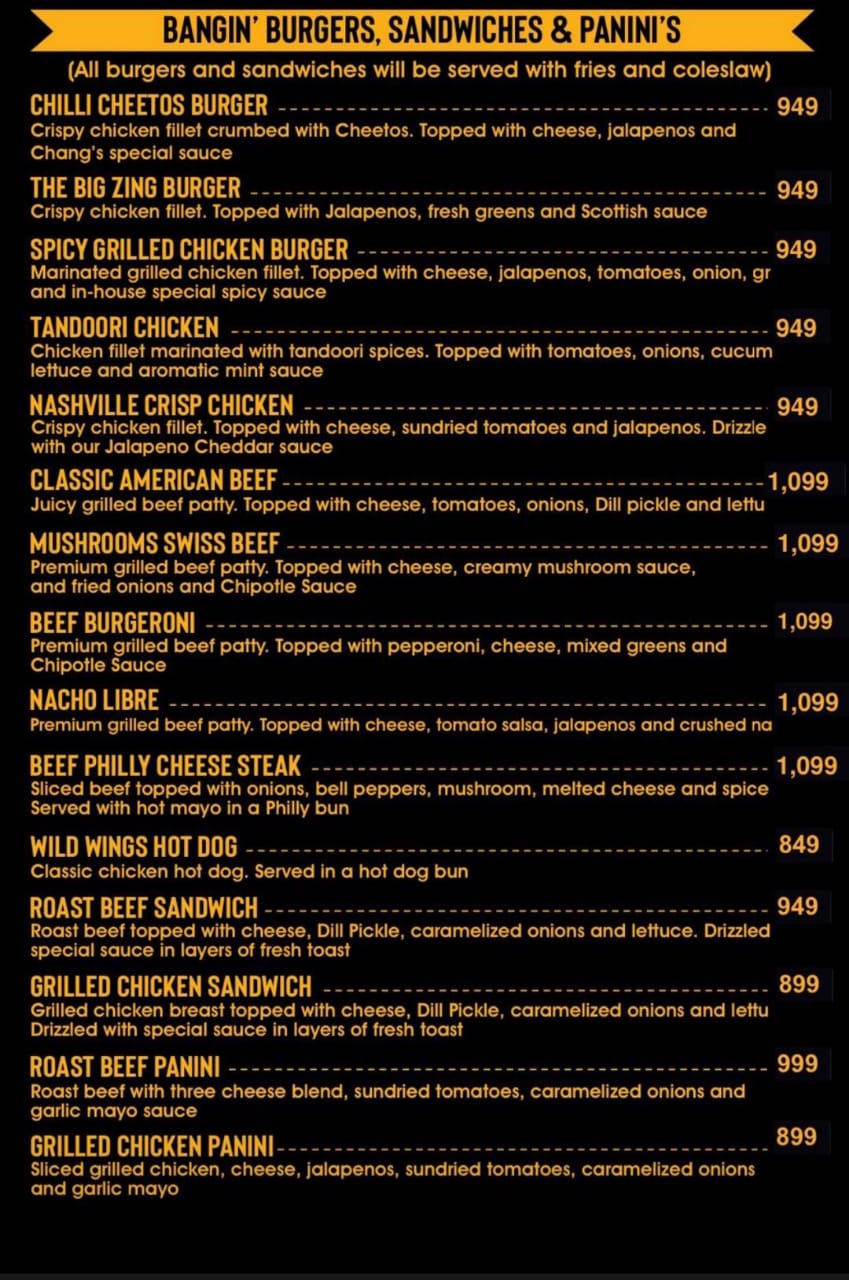 BANGIN' BURGERS, SANDWICHES & PANINI'S
(All burgers and sandwiches will be served with fries and coleslaw)
CHILLI CHEETOS BURGER 949
Crispy chicken fillet crumbed with Cheetos. Topped with cheese, jalapenos and
Chang's special sauce
THE BIG ZING BURGER 949
Crispy chicken fillet. Topped with Jalapenos, fresh greens and Scottish sauce
SPICY GRILLED CHICKEN BURGER 949
Marinated grilled chicken fillet. Topped with cheese, jalapenos, tomatoes, onion, gr
and in-house special spicy sauce
TANDOORI CHICKEN 949
Chicken fillet marinated with tandoori spices. Topped with tomatoes, onions, cucum
lettuce and aromatic mint sauce
NASHVILLE CRISP CHICKEN 949
Crispy chicken fillet. Topped with cheese, sundried tomatoes and jalapenos. Drizzle
with our Jalapeno Cheddar sauce
CLASSIC AMERICAN BEEF 1,099
Juicy grilled beef patty. Topped with cheese, tomatoes, onions, Dill pickle and lettu
MUSHROOMS SWISS BEEF 1,099
Premium grilled beef patty. Topped with cheese, creamy mushroom sauce,
and fried onions and Chipotle Sauce
BEEF BURGERONI 1,099
Premium grilled beef patty. Topped with pepperoni, cheese, mixed greens and
Chipotle Sauce
NACHO LIBRE 1,099
Premium grilled beef patty. Topped with cheese, tomato salsa, jalapenos and crushed na
BEEF PHILLY CHEESE STEAK 1,099
Sliced beef topped with onions, bell peppers, mushroom, melted cheese and spice
Served with hot mayo in a Philly bun
WILD WINGS HOT DOG 849
Classic chicken hot dog. Served in a hot dog bun
ROAST BEEF SANDWICH 949
Roast beef topped with cheese, Dill Pickle, caramelized onions and lettuce. Drizzled
special sauce in layers of fresh toast
GRILLED CHICKEN SANDWICH 899
Grilled chicken breast topped with cheese, Dill Pickle, caramelized onions and lettu
Drizzled with special sauce in layers of fresh toast
ROAST BEEF PANINI 999
Roast beef with three cheese blend, sundried tomatoes, caramelized onions and
garlic mayo sauce
GRILLED CHICKEN PANINI 899
Sliced grilled chicken, cheese, jalapenos, sundried tomatoes, caramelized onions
and garlic mayo